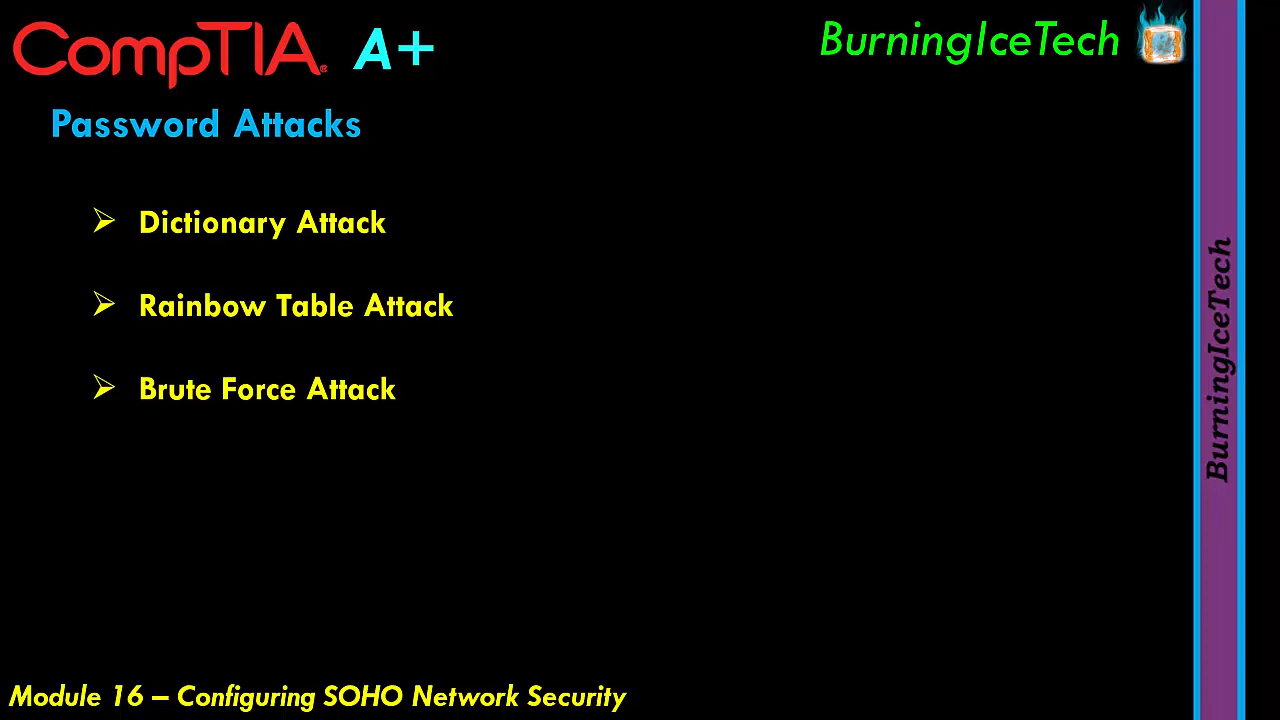 CompTIA® A+
BurningIceTech
Password Attacks
Dictionary Attack
Rainbow Table Attack
Brute Force Attack
BurningIceTech
Module 16 – Configuring SOHO Network Security